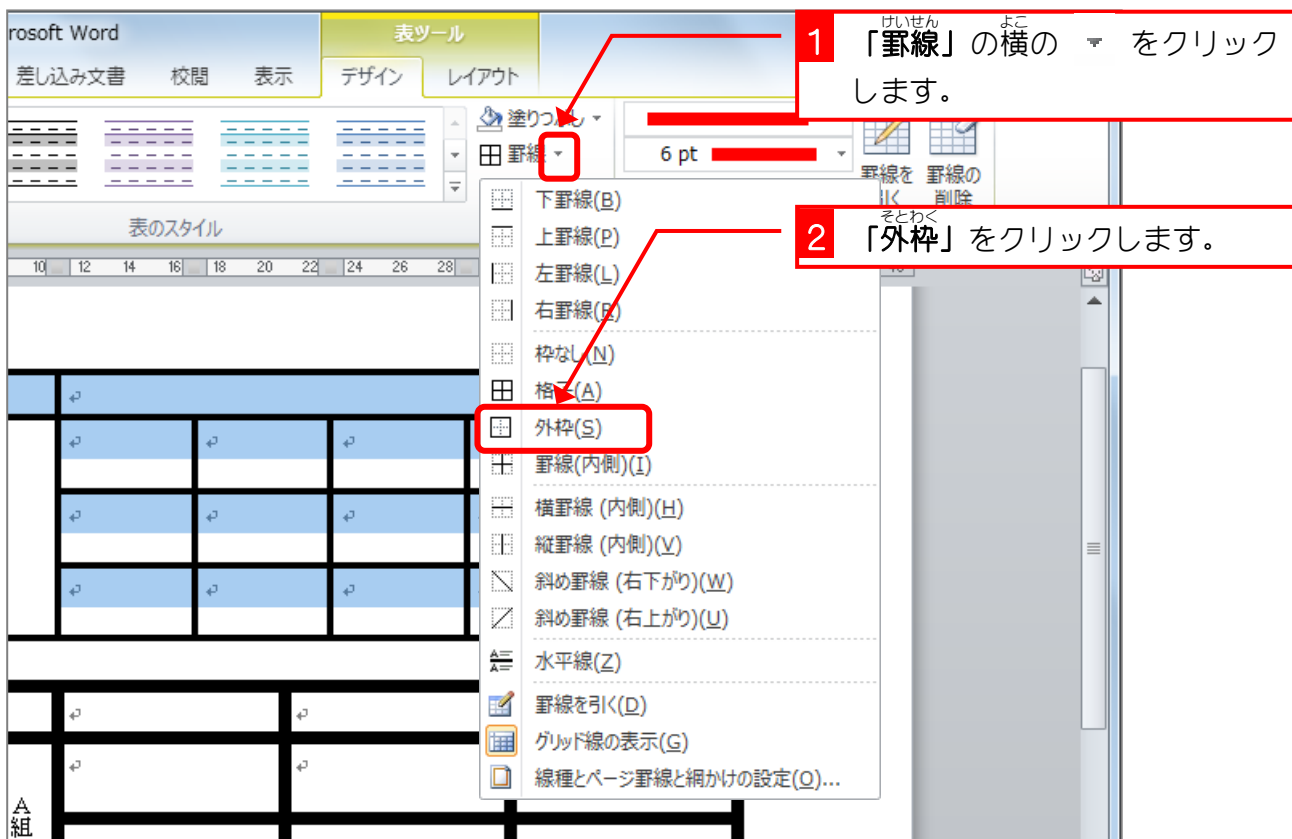 rosoft Word
表ツール
差し込み文書 校閲 表示 デザイン レイアウト
塗りつぶし
罫線
6 pt
罫線を
引く
罫線の
削除
表のスタイル
10 12 14 16 18 20 22 24 26 28
1 「罫線」の横の をクリック
けいせん よこ
します。
2 「外枠」をクリックします。
そとわく
下罫線(B)
上罫線(P)
左罫線(L)
右罫線(R)
枠なし(N)
格子(A)
外枠(S)
罫線(内側)(I)
横罫線 (内側)(H)
縦罫線 (内側)(V)
斜め罫線 (右下がり)(W)
斜め罫線 (右上がり)(U)
水平線(Z)
罫線を引く(D)
グリッド線の表示(G)
線種とページ罫線と網かけの設定(O)...
A
組